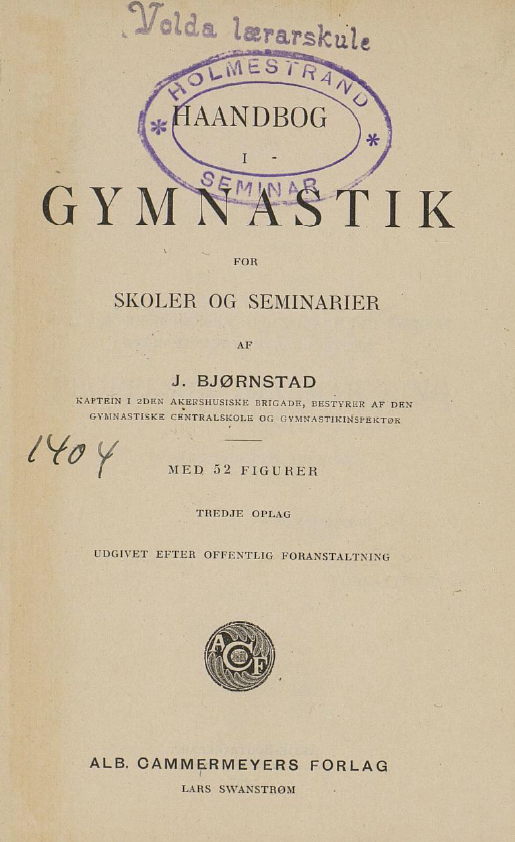 Volda lærarskule
HOLMESTRAND
HAANDBOG
I
SEMINAR
GYMNASTIK
FOR
SKOLER OG SEMINARIER
AF
J. BJØRNSTAD
KAPTEIN I 2DEN AKERSHUSISKE BRIGADE, BESTYRER AF DEN
GYMNASTISKE CENTRALSKOLE OG GYMNASTIKINSPEKTØR
1404
MED 52 FIGURER
TREDJE OPLAG
UDGIVET EFTER OFFENTLIG FORANSTALTNING
ACF
ALB. CAMMERMEYERS FORLAG
LARS SWANSTRØM